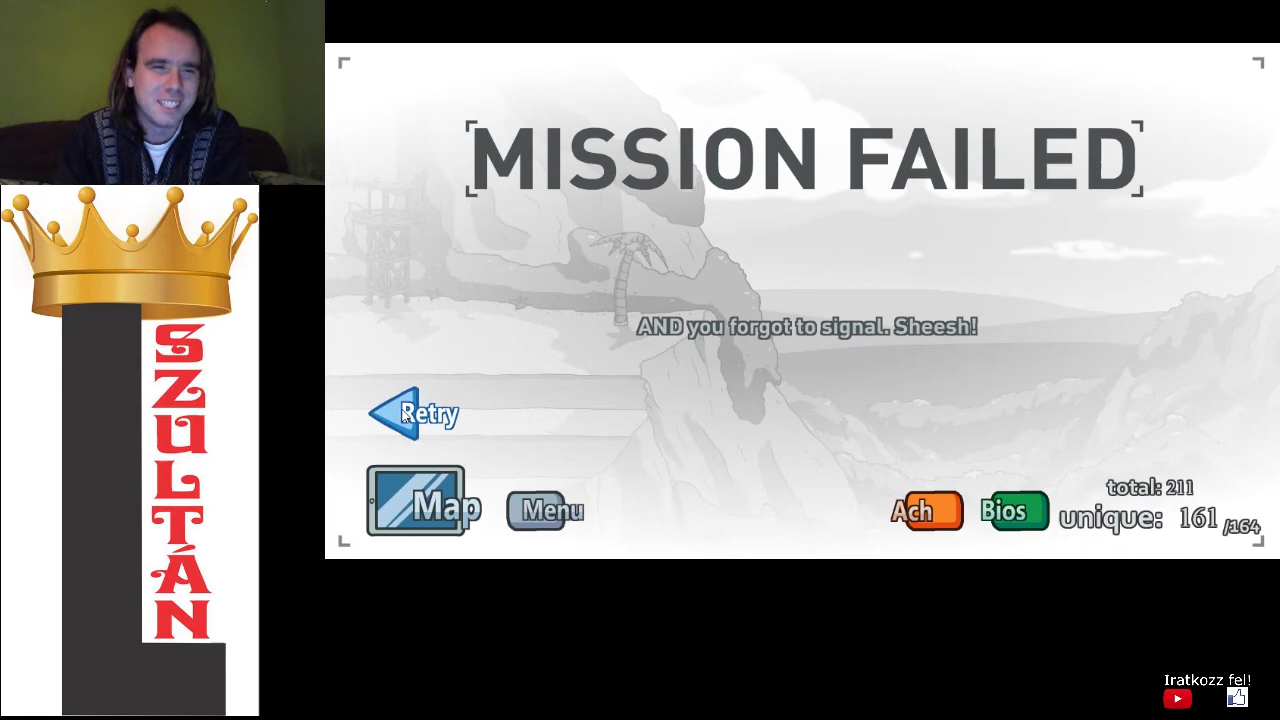 MISSION FAILED
AND you forgot to signal. Sheesh!
Retry
Map
Menu
Ach
Bios
total: 211
unique: 161 /164
L
SZULTÁN
Iratkozz fel!